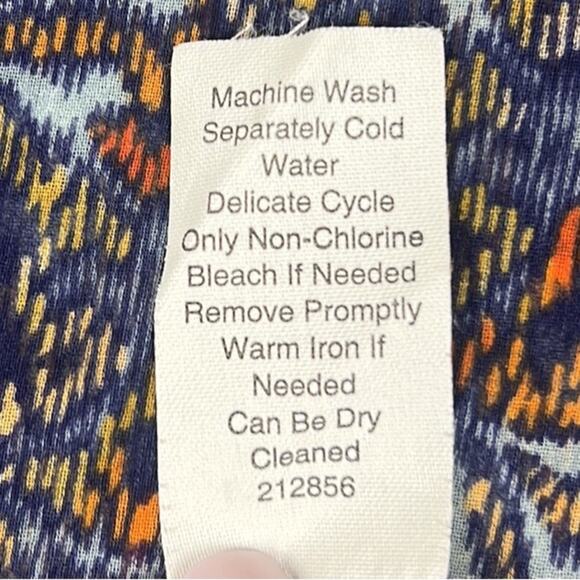 Machine Wash
Separately Cold
Water
Delicate Cycle
Only Non-Chlorine
Bleach If Needed
Remove Promptly
Warm Iron If
Needed
Can Be Dry
Cleaned
212856